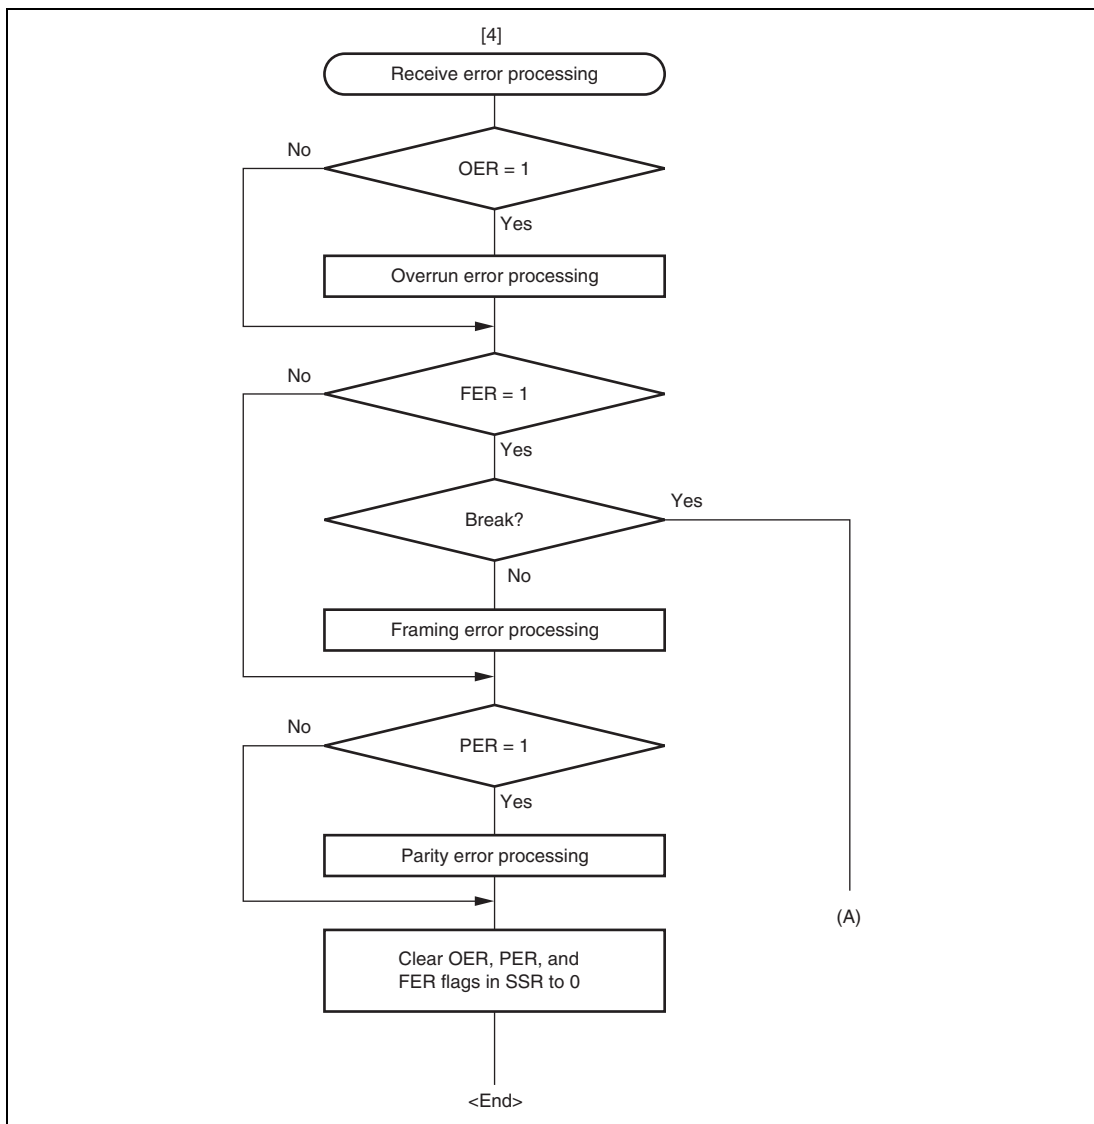 [4]
Receive error processing
No
OER = 1
Yes
Overrun error processing
No
FER = 1
Yes
Break?
Yes
No
Framing error processing
No
PER = 1
Yes
Parity error processing
(A)
Clear OER, PER, and
FER flags in SSR to 0
<End>